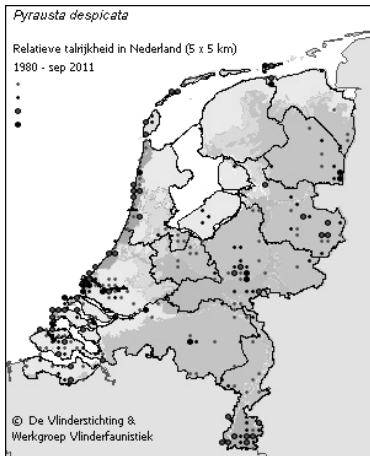 Pyrausta despicata
Relatieve talrijkheid in Nederland (5 x 5 km)
1980 - sep 2011
© De Vlinderstichting &
Werkgroep Vlinderfaunistiek